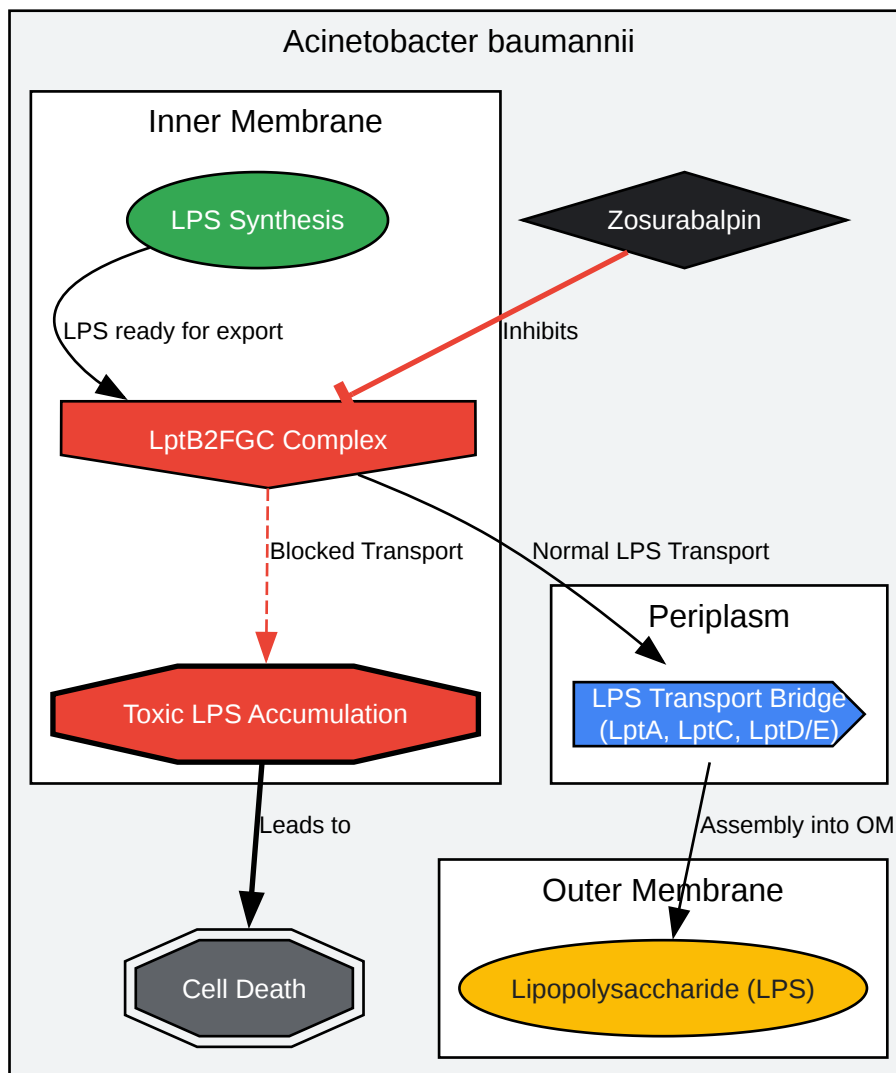 Acinetobacter baumannii
Inner Membrane
LPS Synthesis
Zosurabalpin
LPS ready for export
Inhibits
LptB2FGC Complex
Blocked Transport
Normal LPS Transport
Periplasm
LPS Transport Bridge
(LptA, LptC, LptD/E)
Toxic LPS Accumulation
Leads to
Assembly into OM
Outer Membrane
Cell Death
Lipopolysaccharide (LPS)